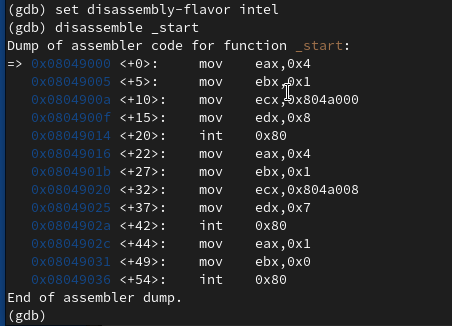 (gdb) set disassembly-flavor intel
(gdb) disassemble _start
Dump of assembler code for function _start:
=> 0x08049000 <+0>:     mov    eax,0x4
   0x08049005 <+5>:     mov    ebx,0x1
   0x0804900a <+10>:    mov    ecx,0x804a000
   0x0804900f <+15>:    mov    edx,0x8
   0x08049014 <+20>:    int    0x80
   0x08049016 <+22>:    mov    eax,0x4
   0x0804901b <+27>:    mov    ebx,0x1
   0x08049020 <+32>:    mov    ecx,0x804a008
   0x08049025 <+37>:    mov    edx,0x7
   0x0804902a <+42>:    int    0x80
   0x0804902c <+44>:    mov    eax,0x1
   0x08049031 <+49>:    mov    ebx,0x0
   0x08049036 <+54>:    int    0x80
End of assembler dump.
(gdb)